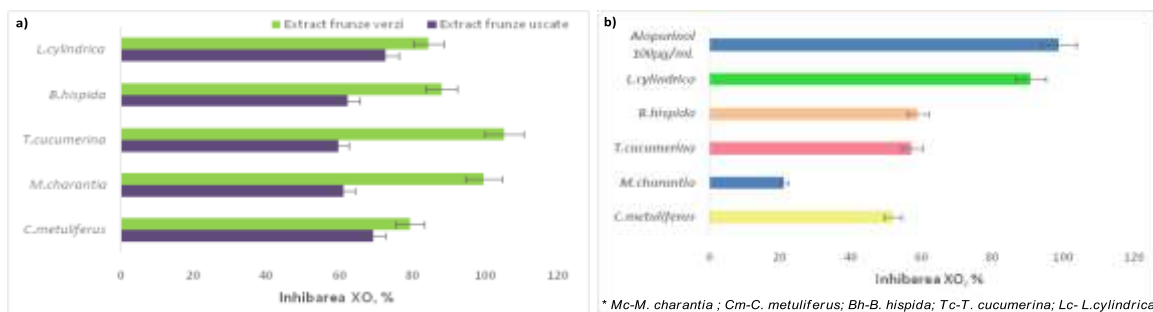 a)
Extract frunze verzi Extract frunze uscate
L.cylindrica
B.hispida
T.cucumerina
M.charantia
C.metuliferus
0 20 40 60 80 100 120
Inhibarea XO, %
b)
Alopurinol
100µg/mL
L.cylindrica
B.hispida
T.cucumerina
M.charantia
C.metuliferus
0 20 40 60 80 100 120
Inhibarea XO, %
* Mc-M. charantia ; Cm-C. metuliferus; Bh-B. hispida; Tc-T. cucumerina; Lc- L.cylindrica